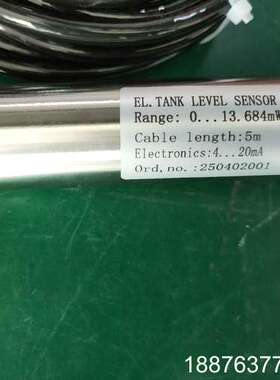 EL.TANK LEVEL SENSOR
Range: 0...13.684mW
Cable length:5m
Electronics:4...20mA
Ord,no.:250402001
18876377